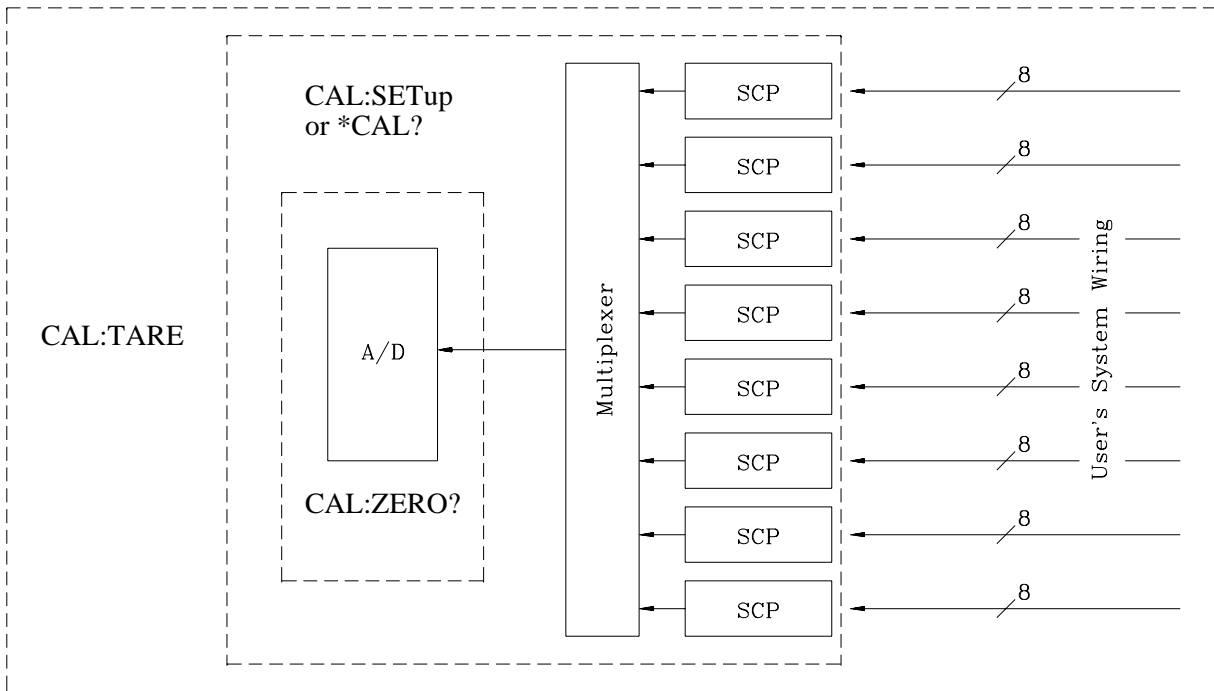 CAL:SETup
or *CAL?
CAL:TARE
A/D
CAL:ZERO?
Multiplexer
SCP
8
SCP
8
SCP
8
SCP
8
SCP
8
SCP
8
SCP
8
SCP
8
User's System Wiring